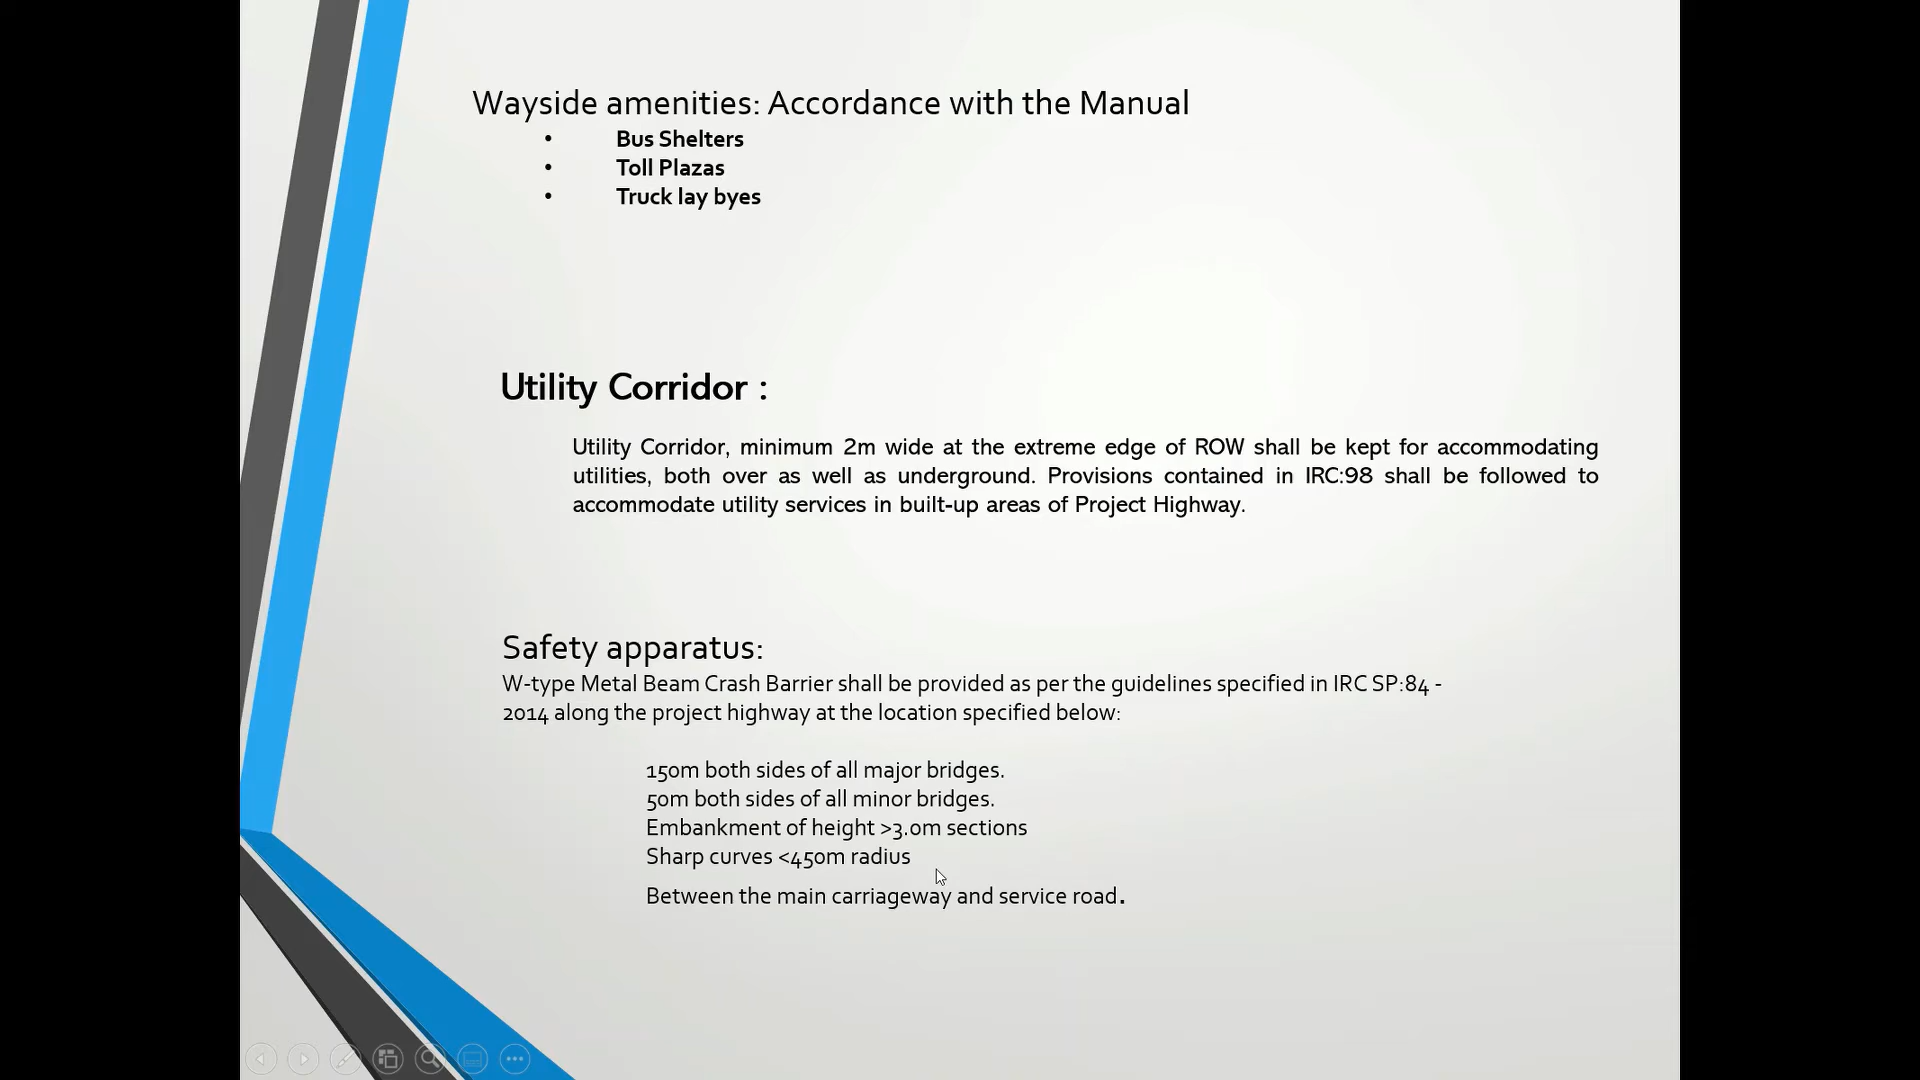 Wayside amenities: Accordance with the Manual
• Bus Shelters
• Toll Plazas
• Truck lay byes
Utility Corridor :
Utility Corridor, minimum 2m wide at the extreme edge of ROW shall be kept for accommodating
utilities, both over as well as underground. Provisions contained in IRC:98 shall be followed to
accommodate utility services in built-up areas of Project Highway.
Safety apparatus:
W-type Metal Beam Crash Barrier shall be provided as per the guidelines specified in IRC SP:84 -
2014 along the project highway at the location specified below:
150m both sides of all major bridges.
50m both sides of all minor bridges.
Embankment of height >3.0m sections
Sharp curves <450m radius
Between the main carriageway and service road.